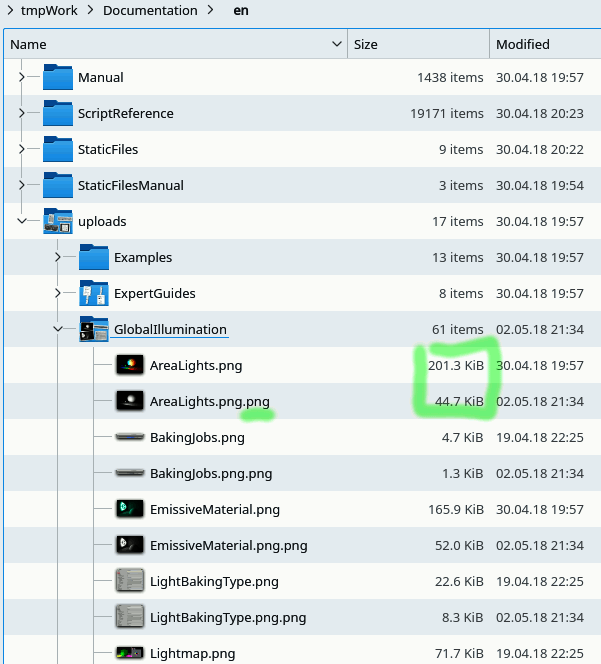 tmpWork Documentation en
Name Size Modified
Manual 1438 items 30.04.18 19:57
ScriptReference 19171 items 30.04.18 20:23
StaticFiles 9 items 30.04.18 20:22
StaticFilesManual 3 items 30.04.18 19:54
uploads 17 items 30.04.18 19:57
Examples 13 items 30.04.18 19:57
ExpertGuides 8 items 30.04.18 19:57
GlobalIllumination 61 items 02.05.18 21:34
AreaLights.png 201.3 KiB 30.04.18 19:57
AreaLights.png.png 44.7 KiB 02.05.18 21:34
BakingJobs.png 4.7 KiB 19.04.18 22:25
BakingJobs.png.png 1.3 KiB 02.05.18 21:34
EmissiveMaterial.png 165.9 KiB 30.04.18 19:57
EmissiveMaterial.png.png 52.0 KiB 02.05.18 21:34
LightBakingType.png 22.6 KiB 19.04.18 22:25
LightBakingType.png.png 8.3 KiB 02.05.18 21:34
Lightmap.png 71.7 KiB 19.04.18 22:25